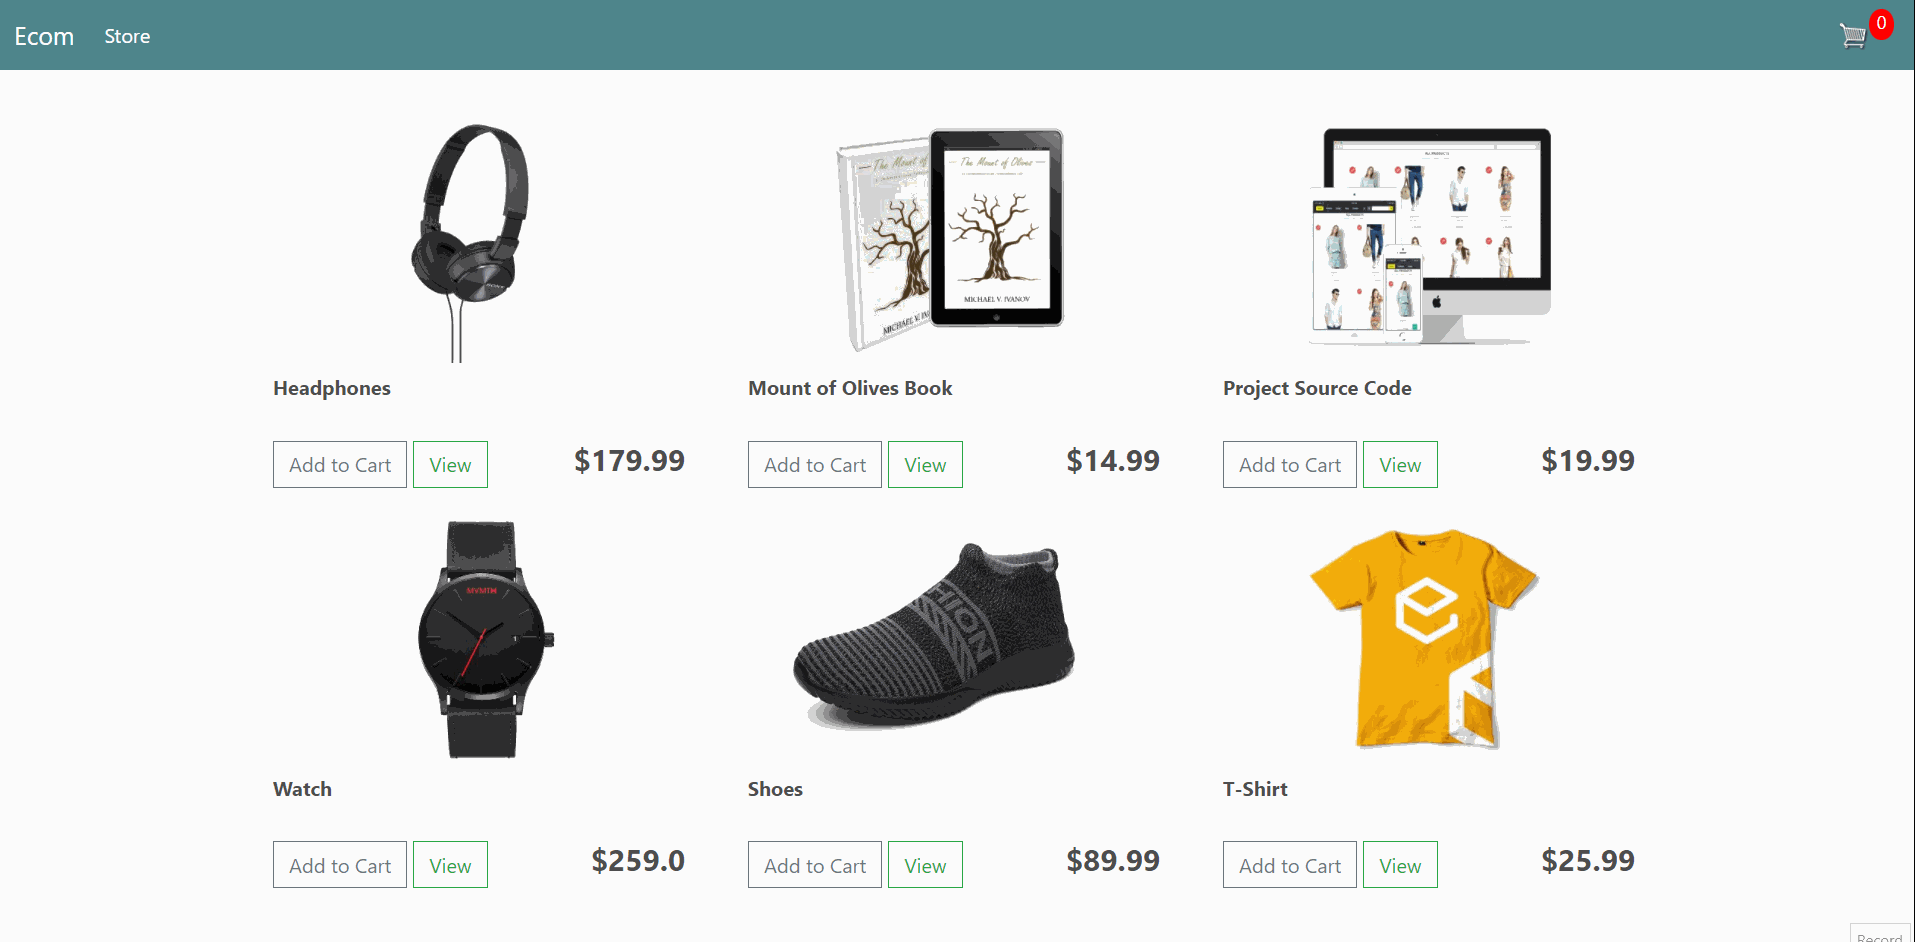 Ecom Store 0
The Mount of Olives
MICHAEL V. IVANOV
SONY
Headphones Mount of Olives Book Project Source Code
Add to Cart View $179.99 Add to Cart View $14.99 Add to Cart View $19.99
MVMTH
HION
Watch Shoes T-Shirt
Add to Cart View $259.0 Add to Cart View $89.99 Add to Cart View $25.99
Record